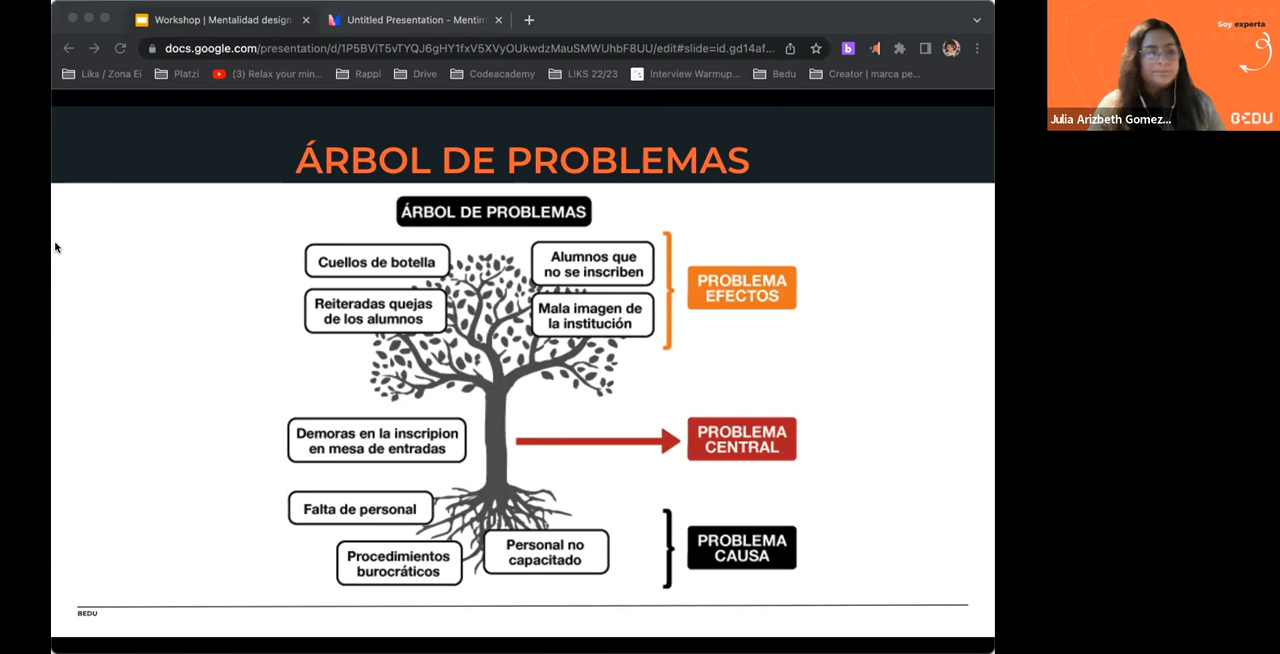 Workshop | Mentalidad design
Untitled Presentation - Mentim
docs.google.com/presentation/d/1P5BViT5vTYQJ6gHY1fxV5XVyOUkwdzMauSMWUhbF8UU/edit#slide=id.gd14af...
Liks / Zona Ei
Platzi
(3) Relax your min...
Rappi
Drive
Codeacademy
LIKS 22/23
Interview Warmup...
Bedu
Creator | marca pe...
Soy experta
Julia Arizbeth Gomez...
BEDU
ÁRBOL DE PROBLEMAS
ÁRBOL DE PROBLEMAS
Cuellos de botella
Reiteradas quejas
de los alumnos
Alumnos que
no se inscriben
Mala imagen de
la institución
PROBLEMA
EFECTOS
Demoras en la inscripion
en mesa de entradas
PROBLEMA
CENTRAL
Falta de personal
Procedimientos
burocráticos
Personal no
capacitado
PROBLEMA
CAUSA
BEDU